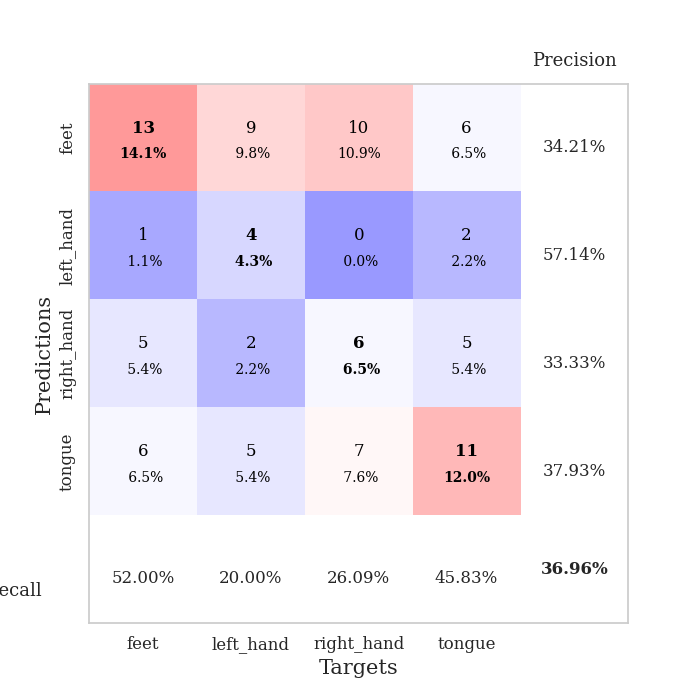 Precision
feet
13 9 10 6
14.1% 9.8% 10.9% 6.5%
34.21%
left_hand
1 4 0 2
1.1% 4.3% 0.0% 2.2%
57.14%
Predictions
right_hand
5 2 6 5
5.4% 2.2% 6.5% 5.4%
33.33%
tongue
6 5 7 11
6.5% 5.4% 7.6% 12.0%
37.93%
ecall
52.00% 20.00% 26.09% 45.83% 36.96%
feet left_hand right_hand tongue
Targets